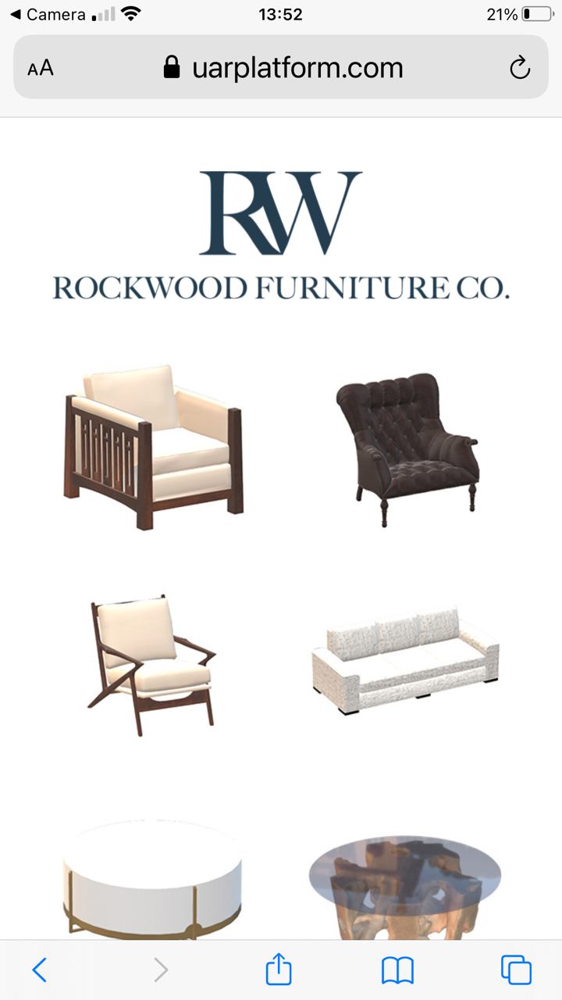 Camera 13:52 21%
AA uarplatform.com
RW
ROCKWOOD FURNITURE CO.